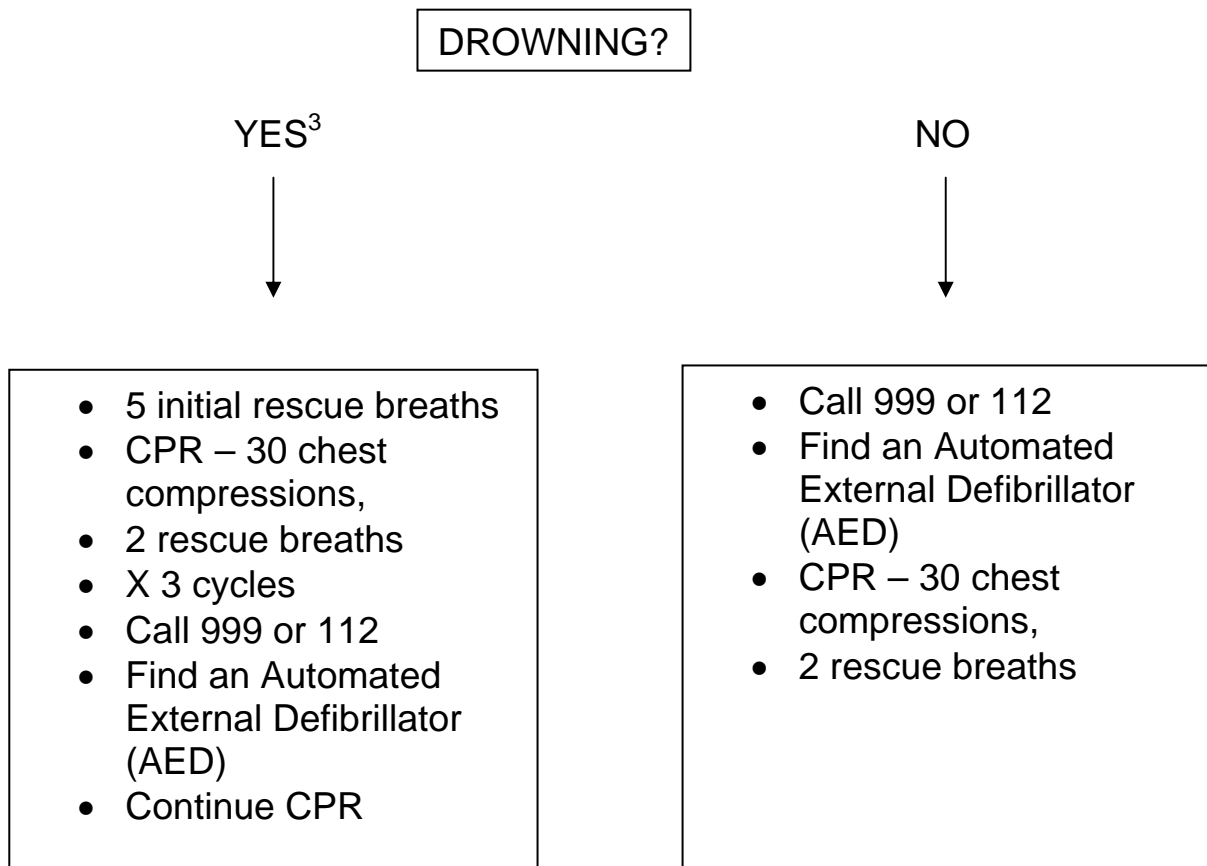 DROWNING?
YES³
NO
• 5 initial rescue breaths
• CPR – 30 chest
compressions,
• 2 rescue breaths
• X 3 cycles
• Call 999 or 112
• Find an Automated
External Defibrillator
(AED)
• Continue CPR
• Call 999 or 112
• Find an Automated
External Defibrillator
(AED)
• CPR – 30 chest
compressions,
• 2 rescue breaths